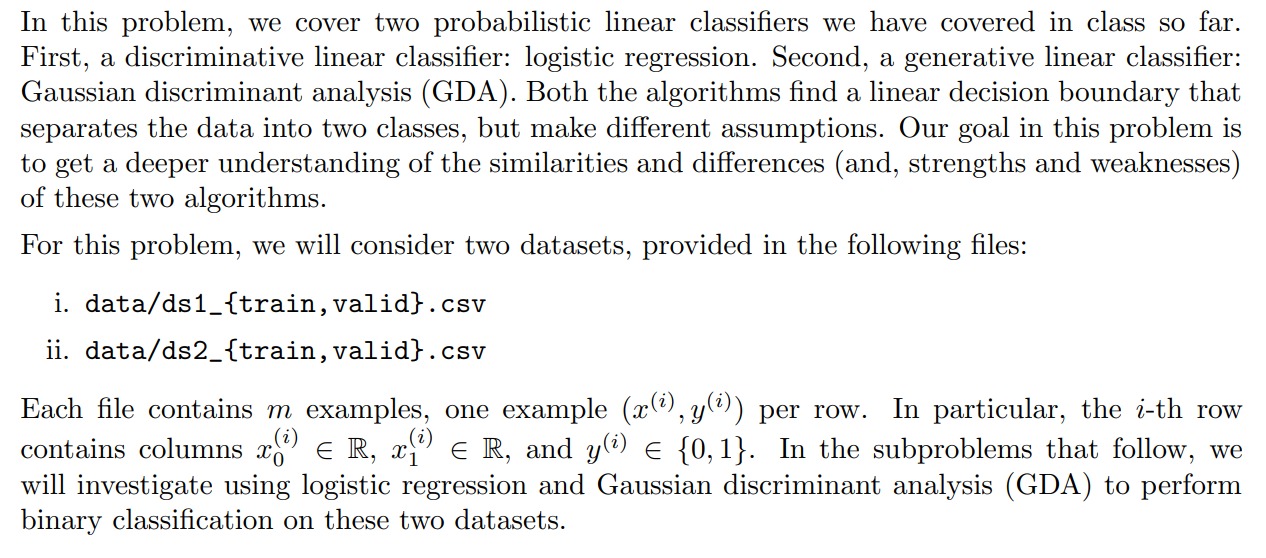 In this problem, we cover two probabilistic linear classifiers we have covered in class so far.
First, a discriminative linear classifier: logistic regression. Second, a generative linear classifier:
Gaussian discriminant analysis (GDA). Both the algorithms find a linear decision boundary that
separates the data into two classes, but make different assumptions. Our goal in this problem is
to get a deeper understanding of the similarities and differences (and, strengths and weaknesses)
of these two algorithms.
For this problem, we will consider two datasets, provided in the following files:
i. data/ds1_{train,valid}.csv
ii. data/ds2_{train,valid}.csv
Each file contains $m$ examples, one example $(x^{(i)}, y^{(i)})$ per row. In particular, the $i$-th row
contains columns $x_0^{(i)} \in \mathbb{R}$, $x_1^{(i)} \in \mathbb{R}$, and $y^{(i)} \in \{0, 1\}$. In the subproblems that follow, we
will investigate using logistic regression and Gaussian discriminant analysis (GDA) to perform
binary classification on these two datasets.